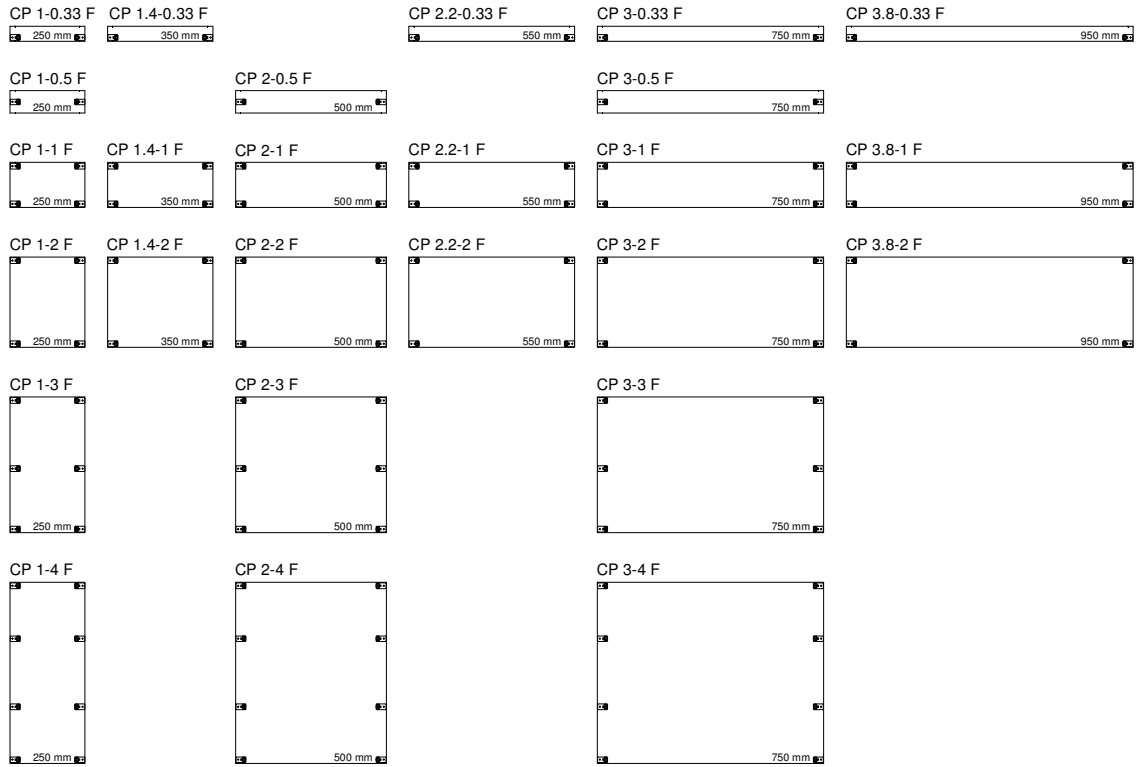 CP 1-0.33 F CP 1.4-0.33 F CP 2.2-0.33 F CP 3-0.33 F CP 3.8-0.33 F
250 mm 350 mm 550 mm 750 mm 950 mm
CP 1-0.5 F CP 2-0.5 F CP 3-0.5 F
250 mm 500 mm 750 mm
CP 1-1 F CP 1.4-1 F CP 2-1 F CP 2.2-1 F CP 3-1 F CP 3.8-1 F
250 mm 350 mm 500 mm 550 mm 750 mm 950 mm
CP 1-2 F CP 1.4-2 F CP 2-2 F CP 2.2-2 F CP 3-2 F CP 3.8-2 F
250 mm 350 mm 500 mm 550 mm 750 mm 950 mm
CP 1-3 F CP 2-3 F CP 3-3 F
250 mm 500 mm 750 mm
CP 1-4 F CP 2-4 F CP 3-4 F
250 mm 500 mm 750 mm